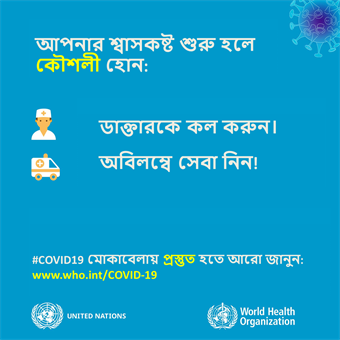 আপনার শ্বাসকষ্ট শুরু হলে
কৌশলী হোন:
ডাক্তারকে কল করুন।
অবিলম্বে সেবা নিন!
#COVID19 মোকাবেলায় প্রস্তুত হতে আরো জানুন:
www.who.int/COVID-19
UNITED NATIONS
World Health
Organization